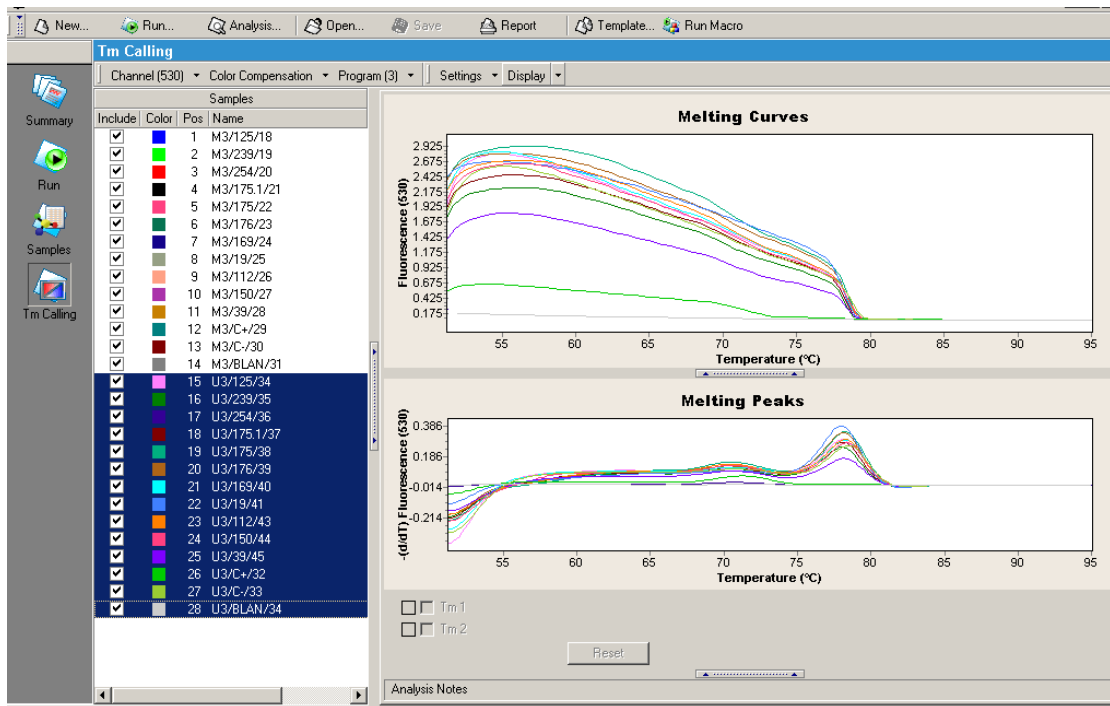 New... Run... Analysis... Open... Save Report Template... Run Macro
Tm Calling
Channel (530) Color Compensation Program (3) Settings Display
Summary
Run
Samples
Tm Calling
Samples
Include Color Pos Name
1 M3/125/18
2 M3/239/19
3 M3/254/20
4 M3/175.1/21
5 M3/175/22
6 M3/176/23
7 M3/169/24
8 M3/19/25
9 M3/112/26
10 M3/150/27
11 M3/39/28
12 M3/C+/29
13 M3/C-/30
14 M3/BLAN/31
15 U3/125/34
16 U3/239/35
17 U3/254/36
18 U3/175.1/37
19 U3/175/38
20 U3/176/39
21 U3/169/40
22 U3/19/41
23 U3/112/43
24 U3/150/44
25 U3/39/45
26 U3/C+/32
27 U3/C-/33
28 U3/BLAN/34
Melting Curves
Fluorescence (530)
2.925
2.675
2.425
2.175
1.925
1.675
1.425
1.175
0.925
0.675
0.425
0.175
55 60 65 70 75 80 85 90 95
Temperature (°C)
Melting Peaks
-(d/dT) Fluorescence (530)
0.386
0.186
-0.014
-0.214
55 60 65 70 75 80 85 90 95
Temperature (°C)
Tm 1
Tm 2
Reset
Analysis Notes